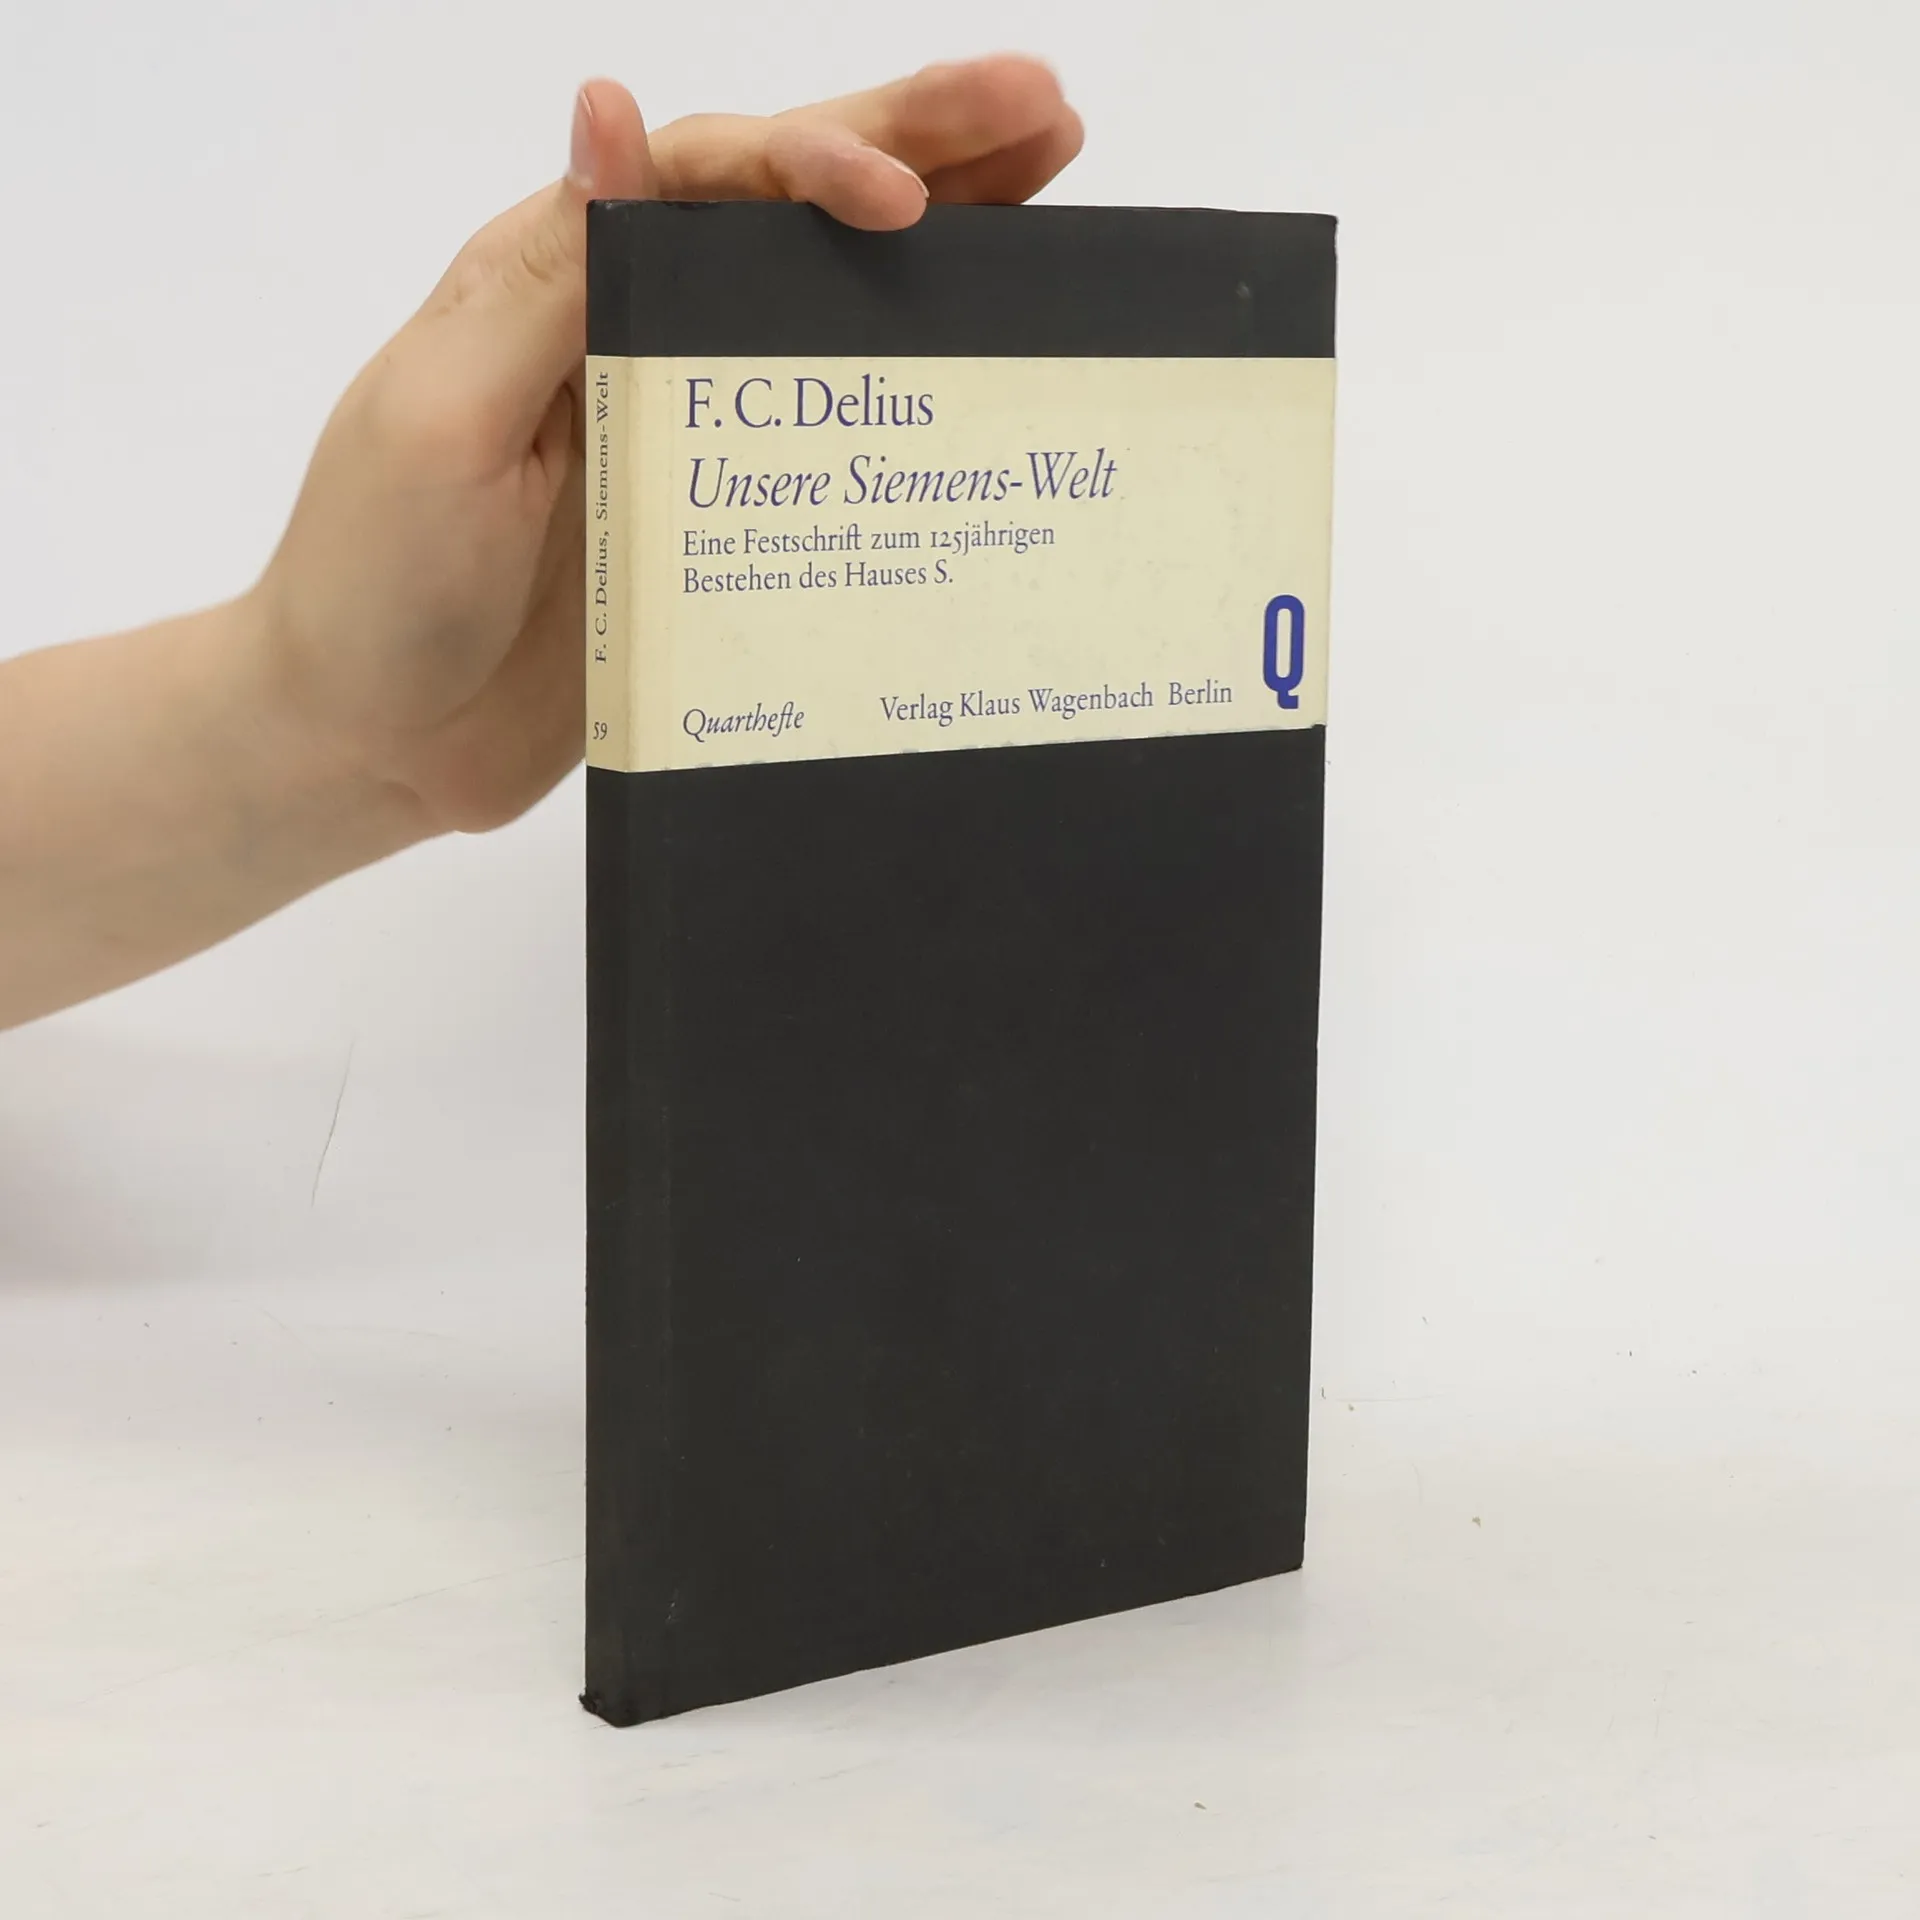 F. C. Delius, Siemens-Welt
59
F. C. Delius
Unsere Siemens-Welt
Eine Festschrift zum 125jährigen
Bestehen des Hauses S.
Q
Quarthefte Verlag Klaus Wagenbach Berlin